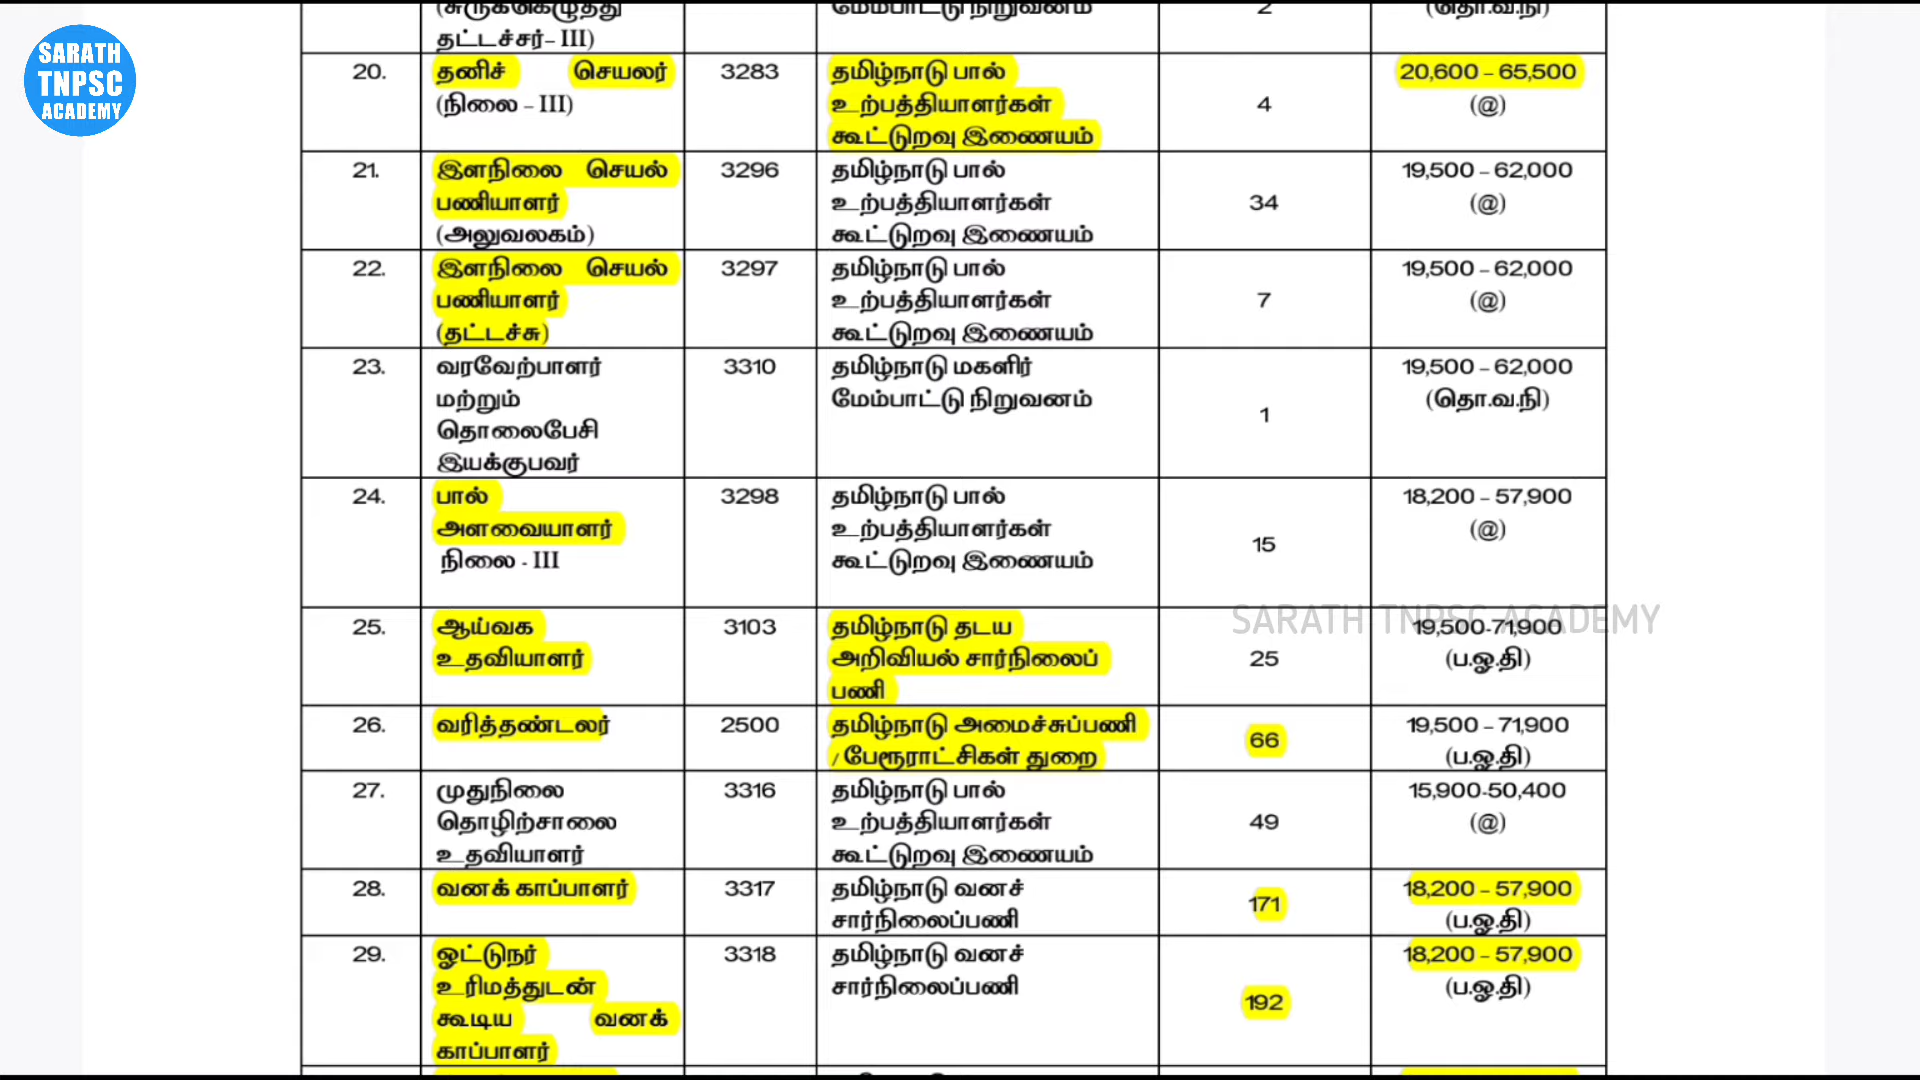 SARATH
TNPSC
ACADEMY
(சுருக்கெழுத்து மேம்பாட்டு நிறுவனம் 2 (தொ.வ.நி)
தட்டச்சர்– III)
20. தனிச் செயலர் 3283 தமிழ்நாடு பால் 20,600 – 65,500
(நிலை – III) உற்பத்தியாளர்கள் 4 (@)
கூட்டுறவு இணையம்
21. இளநிலை செயல் 3296 தமிழ்நாடு பால் 19,500 – 62,000
பணியாளர் உற்பத்தியாளர்கள் 34 (@)
(அலுவலகம்) கூட்டுறவு இணையம்
22. இளநிலை செயல் 3297 தமிழ்நாடு பால் 19,500 – 62,000
பணியாளர் உற்பத்தியாளர்கள் 7 (@)
(தட்டச்சு) கூட்டுறவு இணையம்
23. வரவேற்பாளர் 3310 தமிழ்நாடு மகளிர் 19,500 – 62,000
மற்றும் மேம்பாட்டு நிறுவனம் 1 (தொ.வ.நி)
தொலைபேசி
இயக்குபவர்
24. பால் 3298 தமிழ்நாடு பால் 18,200 – 57,900
அளவையாளர் உற்பத்தியாளர்கள் 15 (@)
நிலை - III கூட்டுறவு இணையம்
SARATH TNPSC ACADEMY
25. ஆய்வக 3103 தமிழ்நாடு தடய 19,500-71,900
உதவியாளர் அறிவியல் சார்நிலைப் 25 (ப.ஓ.தி)
பணி
26. வரித்தண்டலர் 2500 தமிழ்நாடு அமைச்சுப்பணி 66 19,500 – 71,900
/ பேரூராட்சிகள் துறை (ப.ஓ.தி)
27. முதுநிலை 3316 தமிழ்நாடு பால் 15,900-50,400
தொழிற்சாலை உற்பத்தியாளர்கள் 49 (@)
உதவியாளர் கூட்டுறவு இணையம்
28. வனக் காப்பாளர் 3317 தமிழ்நாடு வனச் 171 18,200 – 57,900
சார்நிலைப்பணி (ப.ஓ.தி)
29. ஓட்டுநர் 3318 தமிழ்நாடு வனச் 18,200 – 57,900
உரிமத்துடன் சார்நிலைப்பணி 192 (ப.ஓ.தி)
கூடிய வனக்
காப்பாளர்